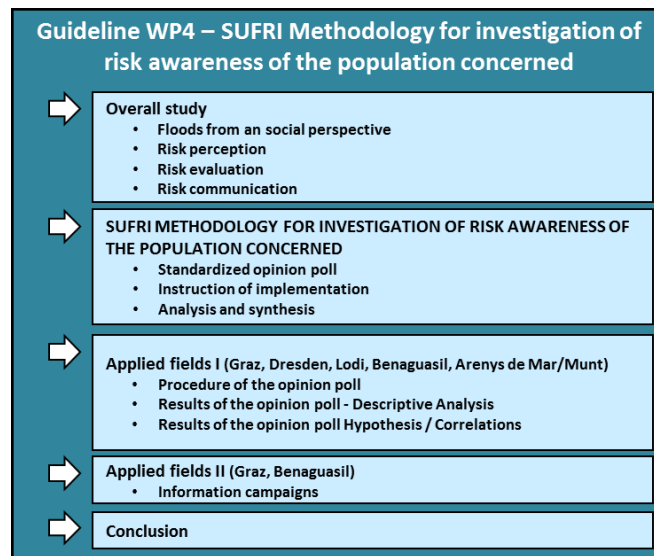 Guideline WP4 – SUFRI Methodology for investigation of
risk awareness of the population concerned
Overall study
• Floods from an social perspective
• Risk perception
• Risk evaluation
• Risk communication
SUFRI METHODOLOGY FOR INVESTIGATION OF RISK AWARENESS OF
THE POPULATION CONCERNED
• Standardized opinion poll
• Instruction of implementation
• Analysis and synthesis
Applied fields I (Graz, Dresden, Lodi, Benaguasil, Arenys de Mar/Munt)
• Procedure of the opinion poll
• Results of the opinion poll - Descriptive Analysis
• Results of the opinion poll Hypothesis / Correlations
Applied fields II (Graz, Benaguasil)
• Information campaigns
Conclusion